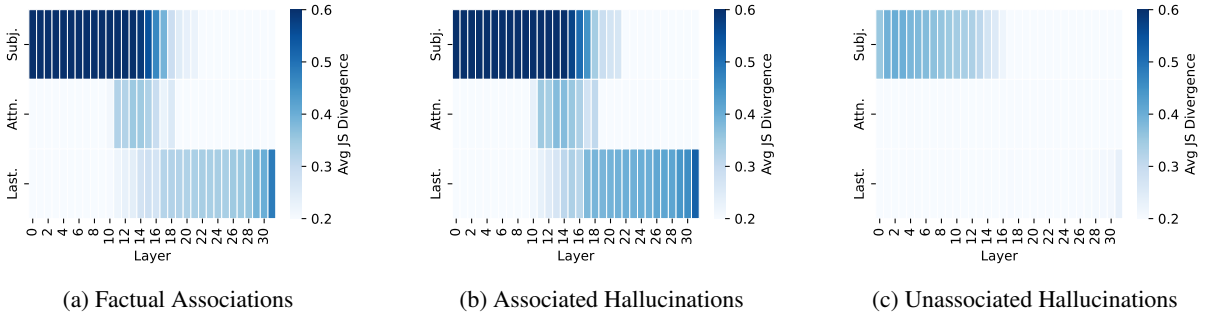 Subj.
Attn.
Last.
0 2 4 6 8 10 12 14 16 18 20 22 24 26 28 30
Layer
0.6
0.5
0.4
0.3
0.2
Avg JS Divergence
(a) Factual Associations
Subj.
Attn.
Last.
0 2 4 6 8 10 12 14 16 18 20 22 24 26 28 30
Layer
0.6
0.5
0.4
0.3
0.2
Avg JS Divergence
(b) Associated Hallucinations
Subj.
Attn.
Last.
0 2 4 6 8 10 12 14 16 18 20 22 24 26 28 30
Layer
0.6
0.5
0.4
0.3
0.2
Avg JS Divergence
(c) Unassociated Hallucinations